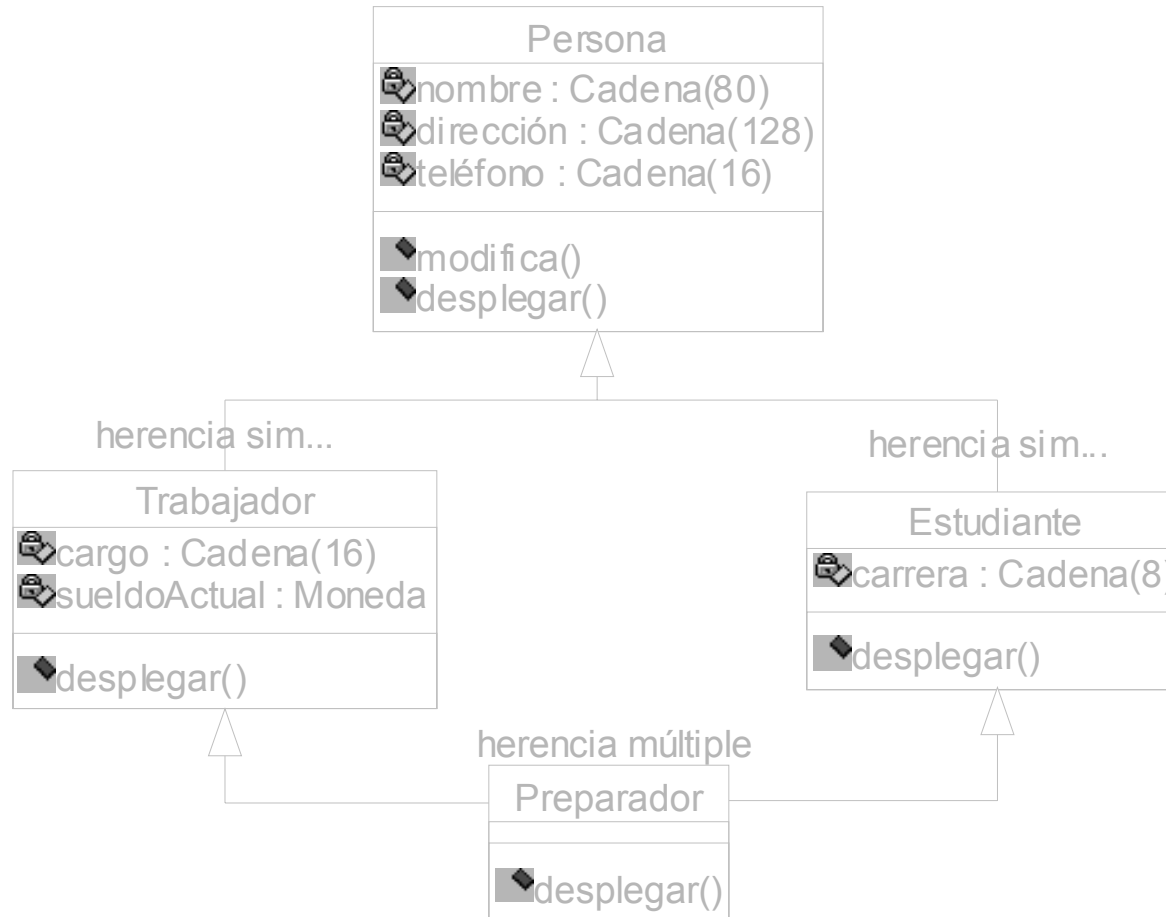 Persona
nombre : Cadena(80)
dirección : Cadena(128)
teléfono : Cadena(16)
modifica()
desplegar()
herencia sim...
herencia sim...
Trabajador
cargo : Cadena(16)
sueldoActual : Moneda
desplegar()
Estudiante
carrera : Cadena(8)
desplegar()
herencia múltiple
Preparador
desplegar()